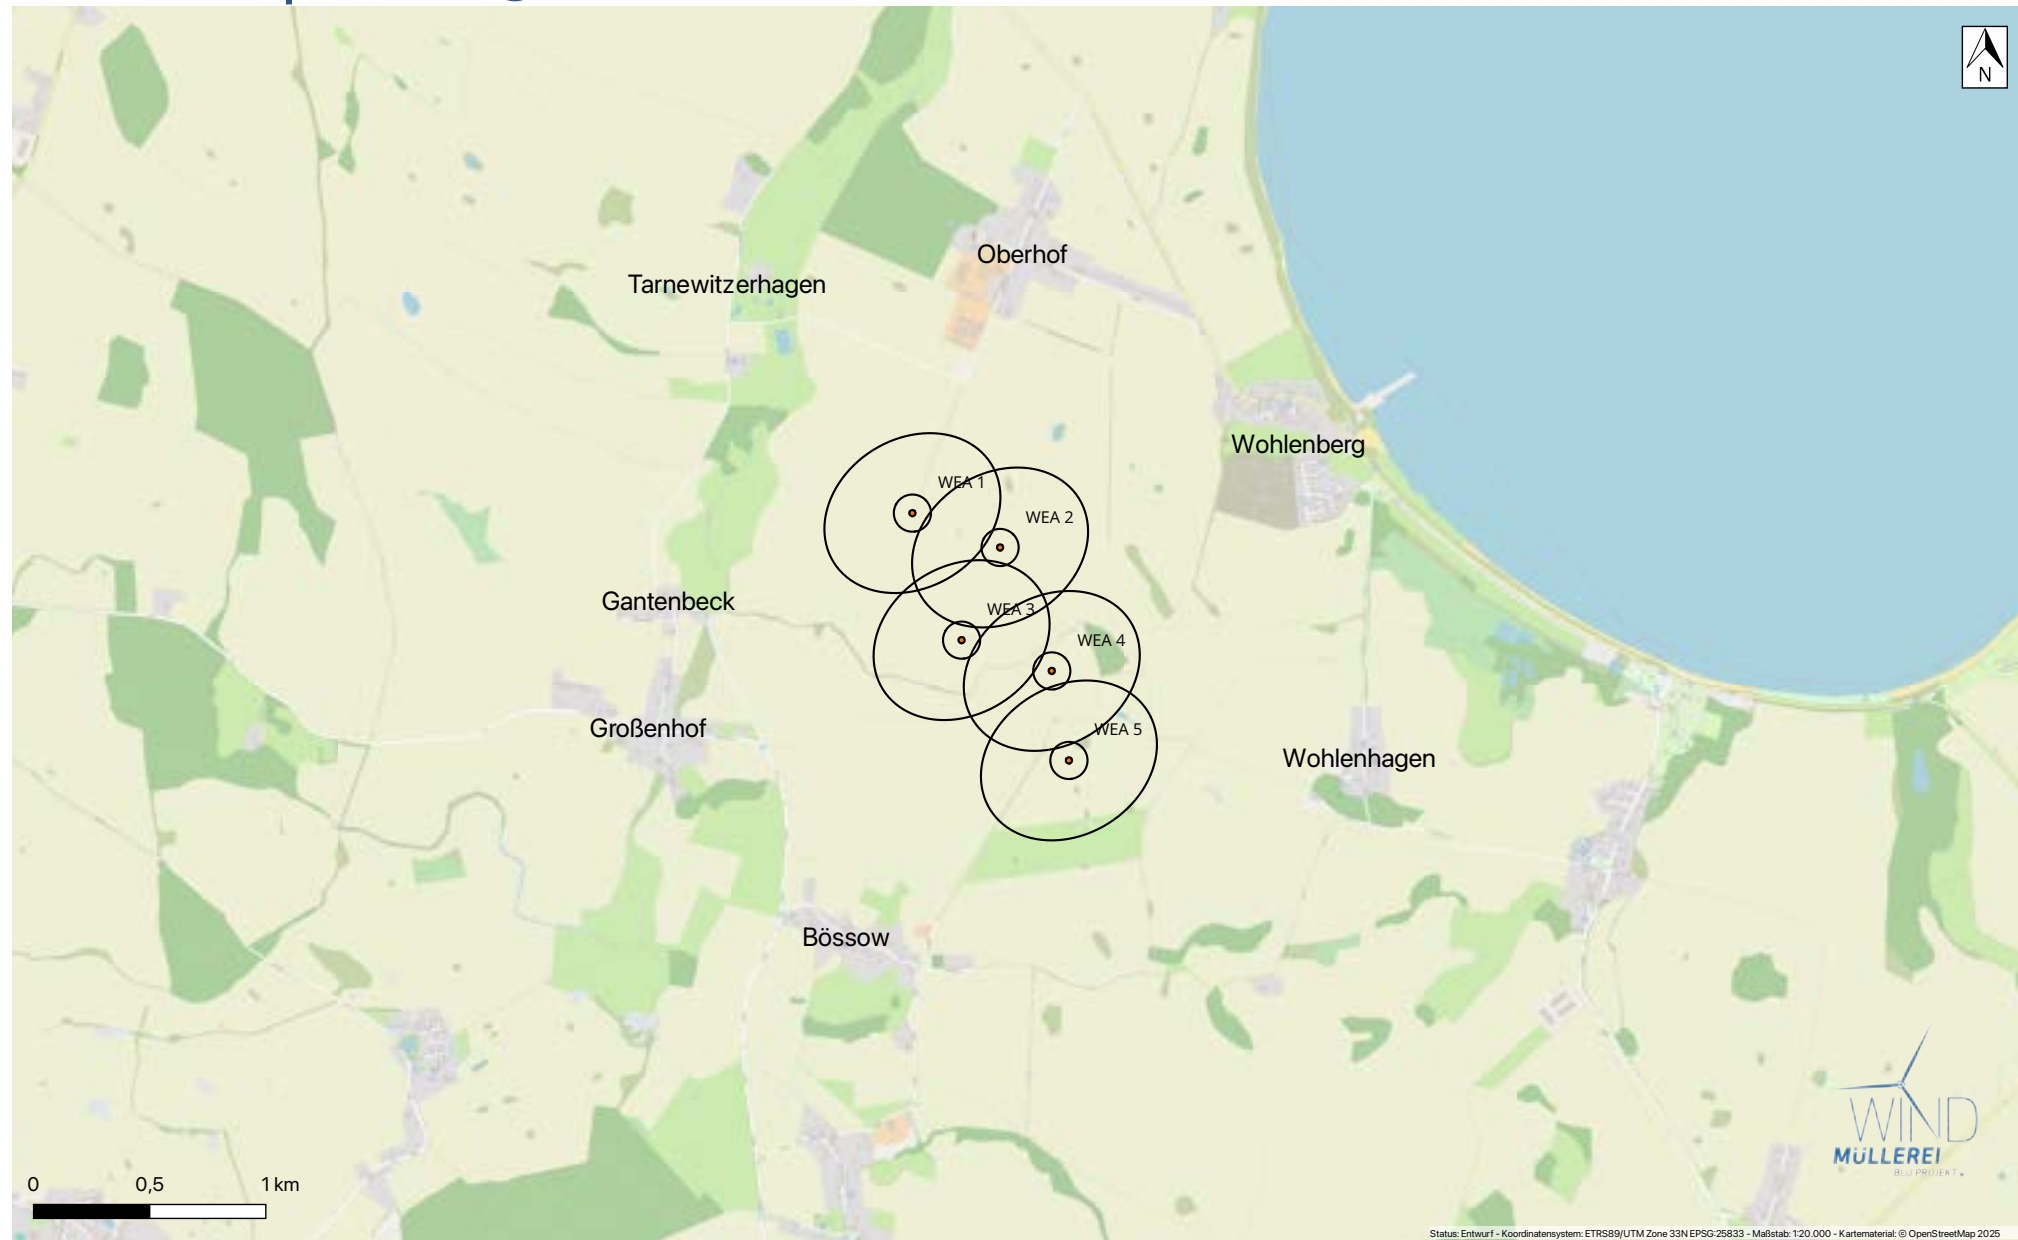 N
Oberhof
Tarnewitzerhagen
Wohlenberg
WEA 1
WEA 2
Gantenbeck
WEA 3
WEA 4
Großenhof
WEA 5
Wohlenhagen
Bössow
WIND
MÜLLEREI
BLU PROJEKT.
0 0,5 1 km
Status: Entwurf - Koordinatensystem: ETRS89/UTM Zone 33N EPSG:25833 - Maßstab: 1:20.000 - Kartematerial: © OpenStreetMap 2025